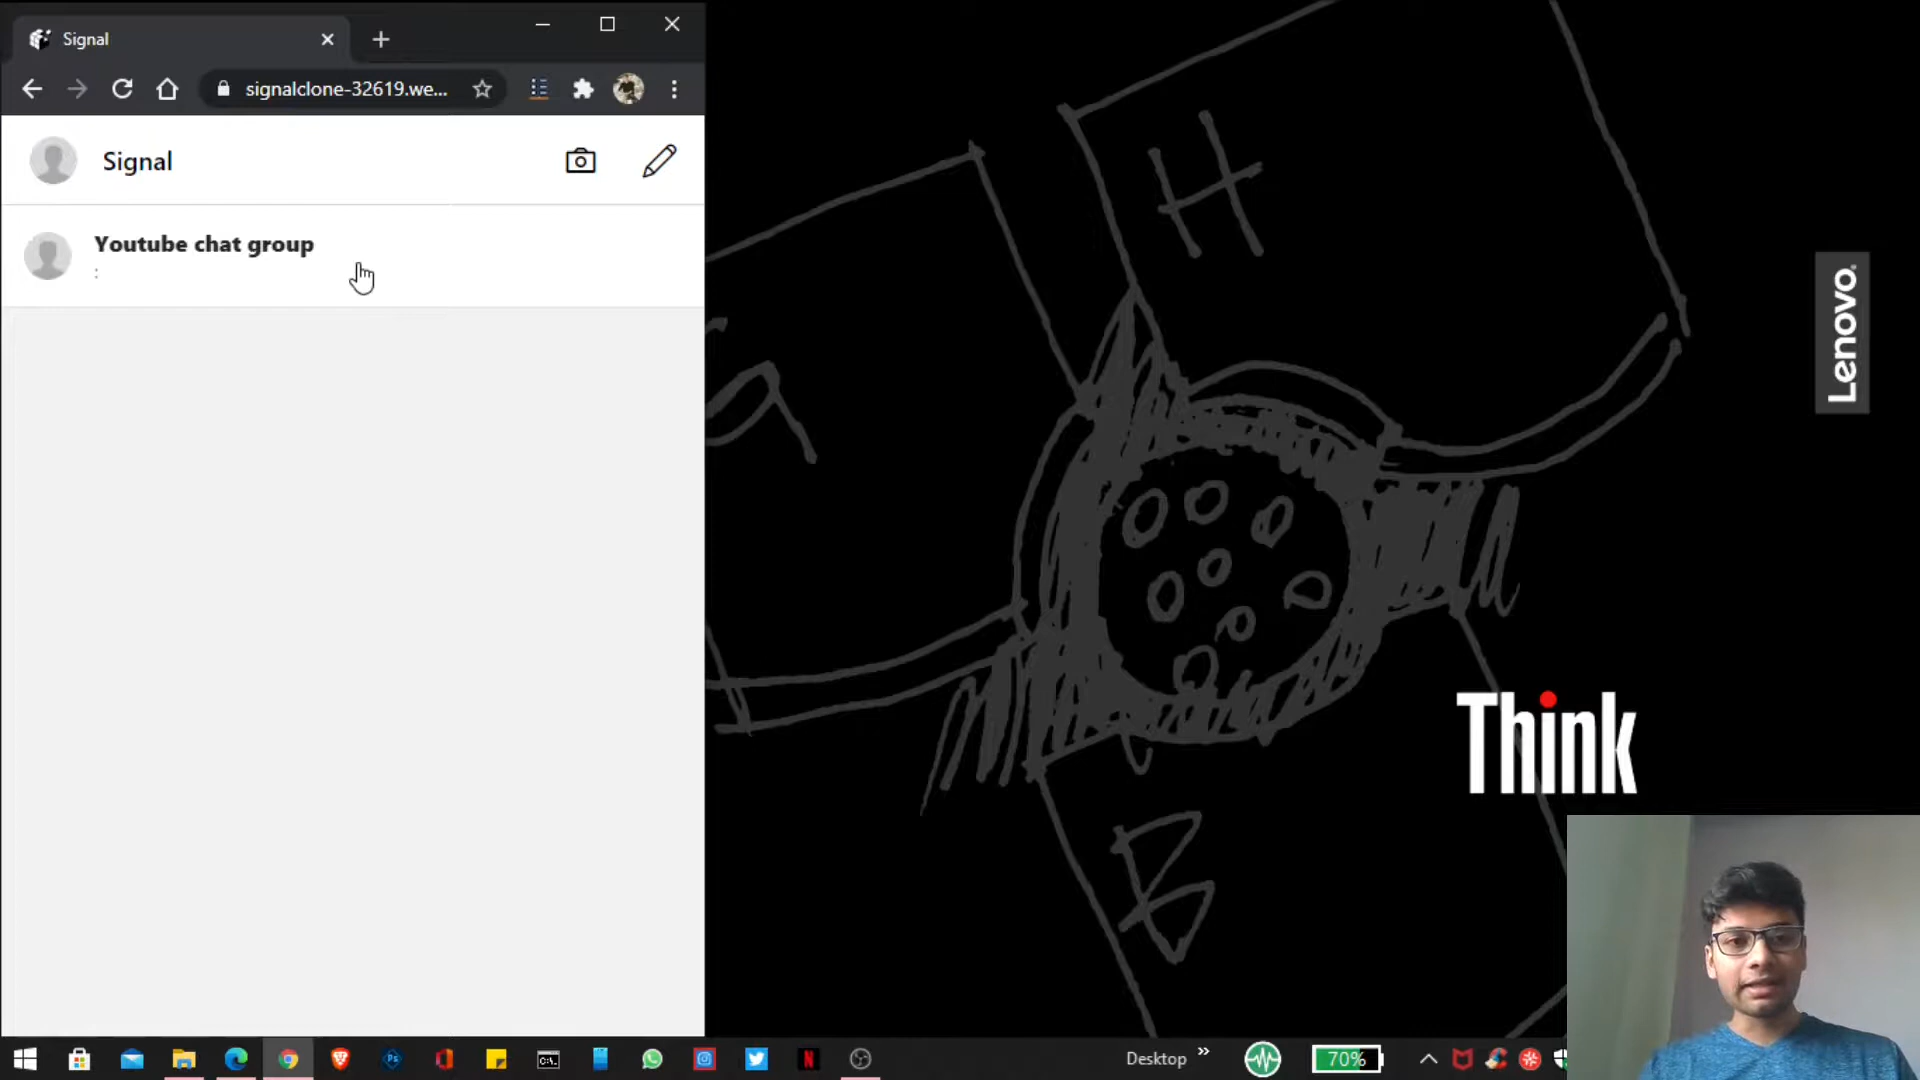 Signal
signalclone-32619.we...
Signal
Youtube chat group
:
H
a
B
Lenovo
Think
Desktop
70%